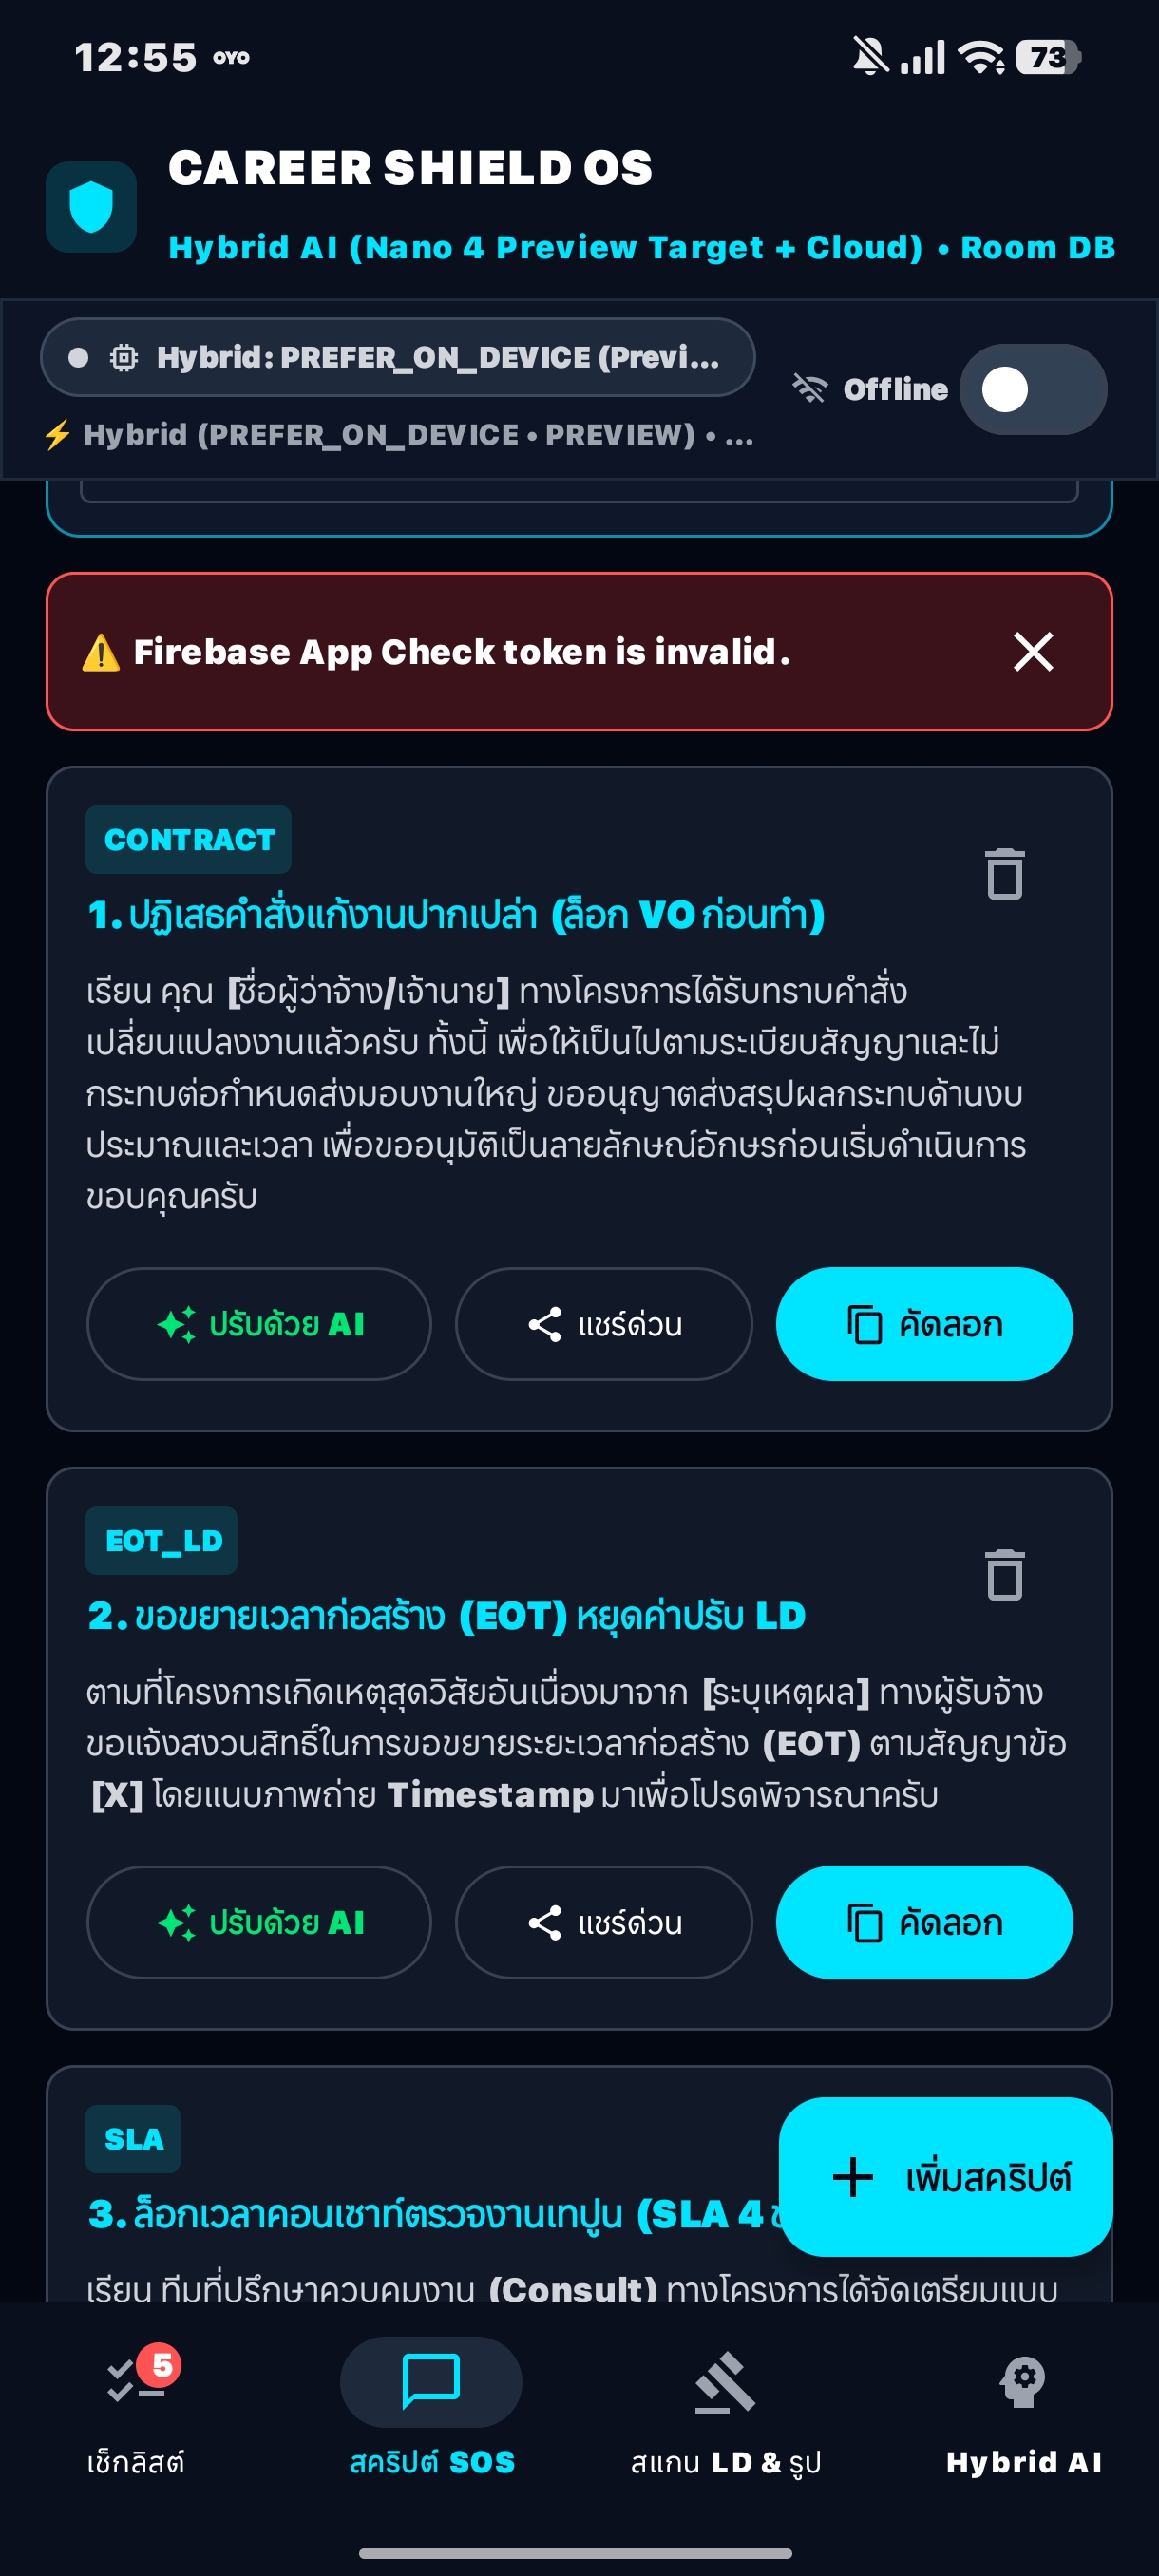 12:55 OYO
73
CAREER SHIELD OS
Hybrid AI (Nano 4 Preview Target + Cloud) • Room DB
Hybrid: PREFER_ON_DEVICE (Previ...
Offline
⚡ Hybrid (PREFER_ON_DEVICE • PREVIEW) • ...
⚠️ Firebase App Check token is invalid.
CONTRACT
1. ปฏิเสธคำสั่งแก้งานปากเปล่า (ล็อก VO ก่อนทำ)
เรียน คุณ [ชื่อผู้ว่าจ้าง/เจ้านาย] ทางโครงการได้รับทราบคำสั่ง
เปลี่ยนแปลงงานแล้วครับ ทั้งนี้ เพื่อให้เป็นไปตามระเบียบสัญญาและไม่
กระทบต่อกำหนดส่งมอบงานใหญ่ ขออนุญาตส่งสรุปผลกระทบด้านงบ
ประมาณและเวลา เพื่อขออนุมัติเป็นลายลักษณ์อักษรก่อนเริ่มดำเนินการ
ขอบคุณครับ
ปรับด้วย AI
แชร์ด่วน
คัดลอก
EOT_LD
2. ขอขยายเวลาก่อสร้าง (EOT) หยุดค่าปรับ LD
ตามที่โครงการเกิดเหตุสุดวิสัยอันเนื่องมาจาก [ระบุเหตุผล] ทางผู้รับจ้าง
ขอแจ้งสงวนสิทธิ์ในการขอขยายระยะเวลาก่อสร้าง (EOT) ตามสัญญาข้อ
[X] โดยแนบภาพถ่าย Timestamp มาเพื่อโปรดพิจารณาครับ
ปรับด้วย AI
แชร์ด่วน
คัดลอก
SLA
3. ล็อกเวลาคอนเซาท์ตรวจงานเทปูน (SLA 4
เพิ่มสคริปต์
เรียน ทีมที่ปรึกษาควบคุมงาน (Consult) ทางโครงการได้จัดเตรียมแบบ
5
เช็กลิสต์
สคริปต์ SOS
สแกน LD & รูป
Hybrid AI